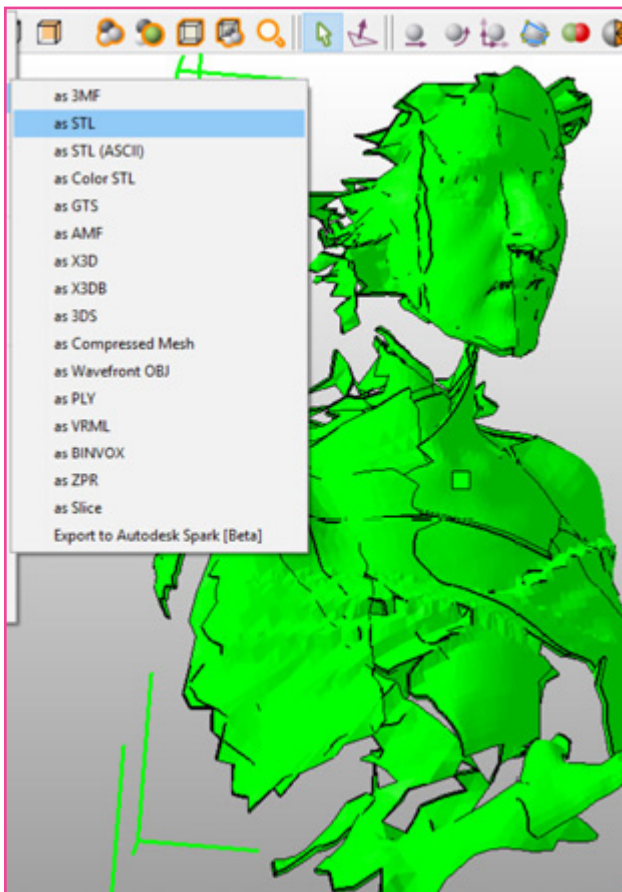 as 3MF
as STL
as STL (ASCII)
as Color STL
as GTS
as AMF
as X3D
as X3DB
as 3DS
as Compressed Mesh
as Wavefront OBJ
as PLY
as VRML
as BINVOX
as ZPR
as Slice
Export to Autodesk Spark [Beta]